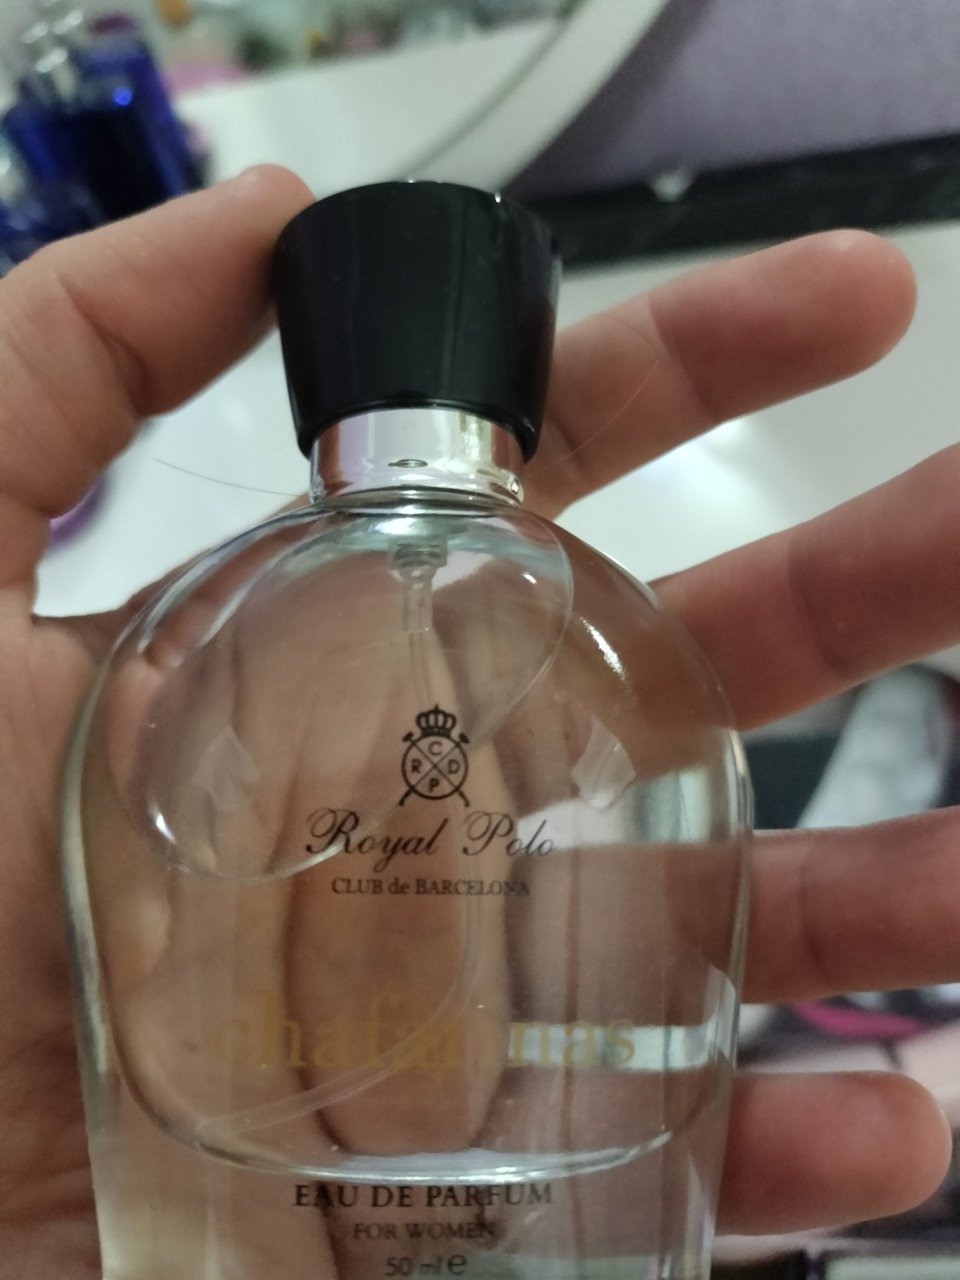 C
R D
P
Royal Polo
CLUB de BARCELONA
chafarinas
EAU DE PARFUM
FOR WOMEN
50 ml e